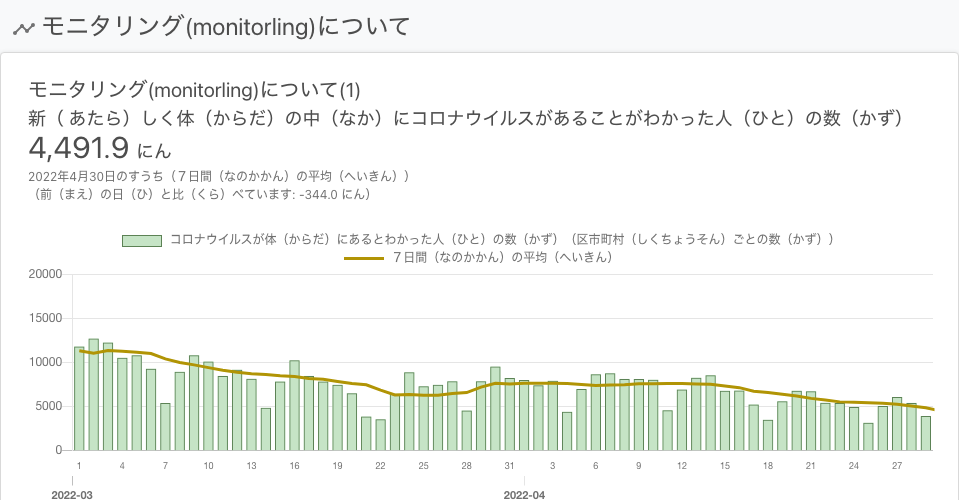 モニタリング(monitorling)について
モニタリング(monitorling)について(1)
新（ あたら）しく体（からだ）の中（なか）にコロナウイルスがあることがわかった人（ひと）の数（かず）
4,491.9 にん
2022年4月30日のすうち（７日間（なのかかん）の平均（へいきん））
（前（まえ）の日（ひ）と比（くら）べています: -344.0 にん）
コロナウイルスが体（からだ）にあるとわかった人（ひと）の数（かず）（区市町村（しくちょうそん）ごとの数（かず））
７日間（なのかかん）の平均（へいきん）
20000
15000
10000
5000
0
1 4 7 10 13 16 19 22 25 28 31 3 6 9 12 15 18 21 24 27
2022-03 2022-04